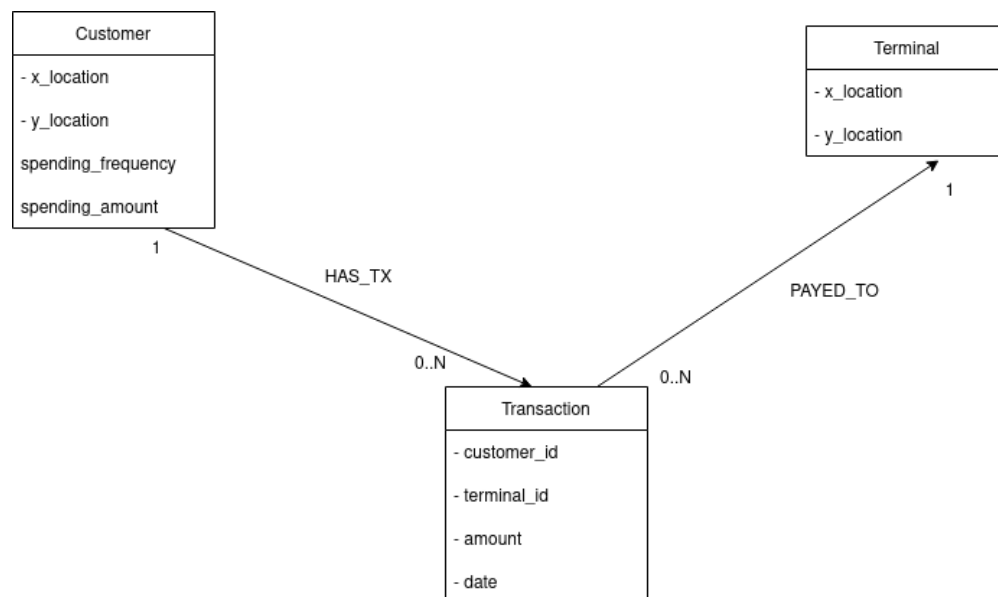 Customer
- x_location
- y_location
spending_frequency
spending_amount
1
HAS_TX
0..N
Terminal
- x_location
- y_location
1
PAYED_TO
0..N
Transaction
- customer_id
- terminal_id
- amount
- date